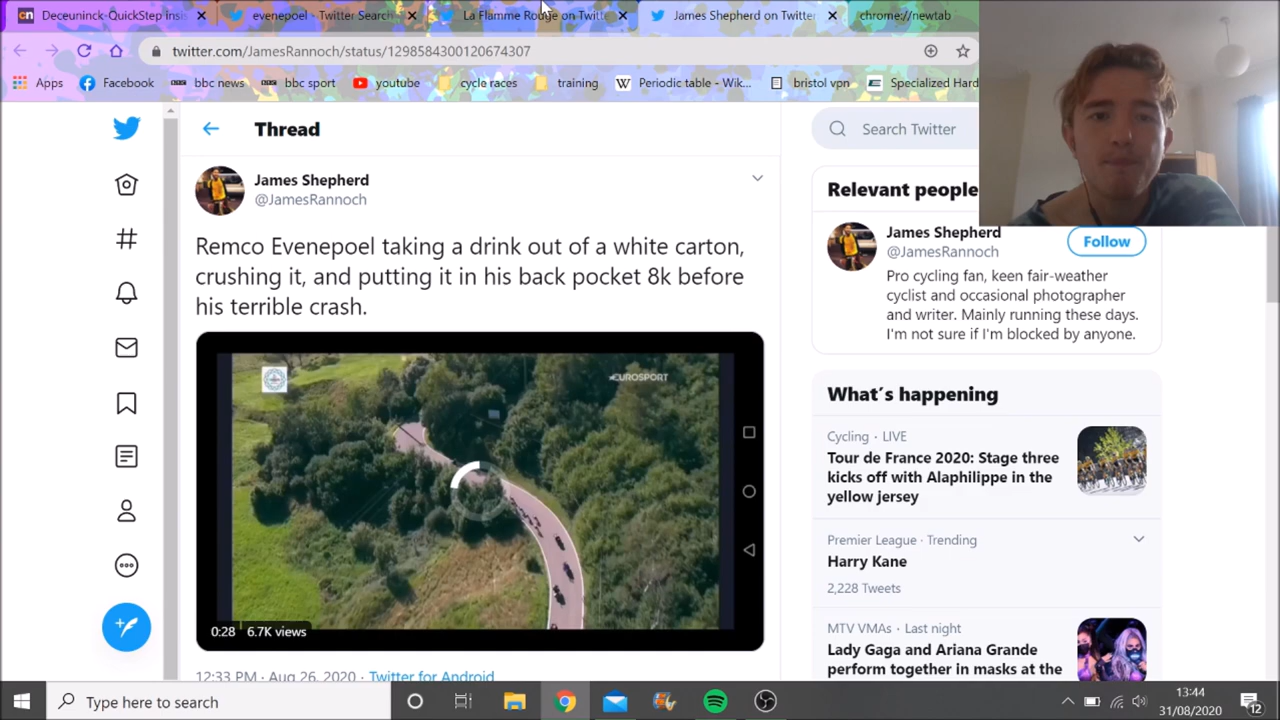 cn Deceuninck-QuickStep insis
evenepoel - Twitter Search
La Flamme Rouge on Twitt
James Shepherd on Twitter
chrome://newtab
twitter.com/JamesRannoch/status/1298584300120674307
Apps
Facebook
bbc news
bbc sport
youtube
cycle races
training
W Periodic table - Wik...
bristol vpn
Specialized Hard
Thread
Search Twitter
James Shepherd
@JamesRannoch
Remco Evenepoel taking a drink out of a white carton,
crushing it, and putting it in his back pocket 8k before
his terrible crash.
EUROSPORT
0:28 6.7K views
12:33 PM · Aug 26, 2020 · Twitter for Android
Relevant people
James Shepherd
@JamesRannoch
Follow
Pro cycling fan, keen fair-weather
cyclist and occasional photographer
and writer. Mainly running these days.
I'm not sure if I'm blocked by anyone.
What's happening
Cycling · LIVE
Tour de France 2020: Stage three
kicks off with Alaphilippe in the
yellow jersey
Premier League · Trending
Harry Kane
2,228 Tweets
MTV VMAs · Last night
Lady Gaga and Ariana Grande
perform together in masks at the
Type here to search
13:44
31/08/2020
12